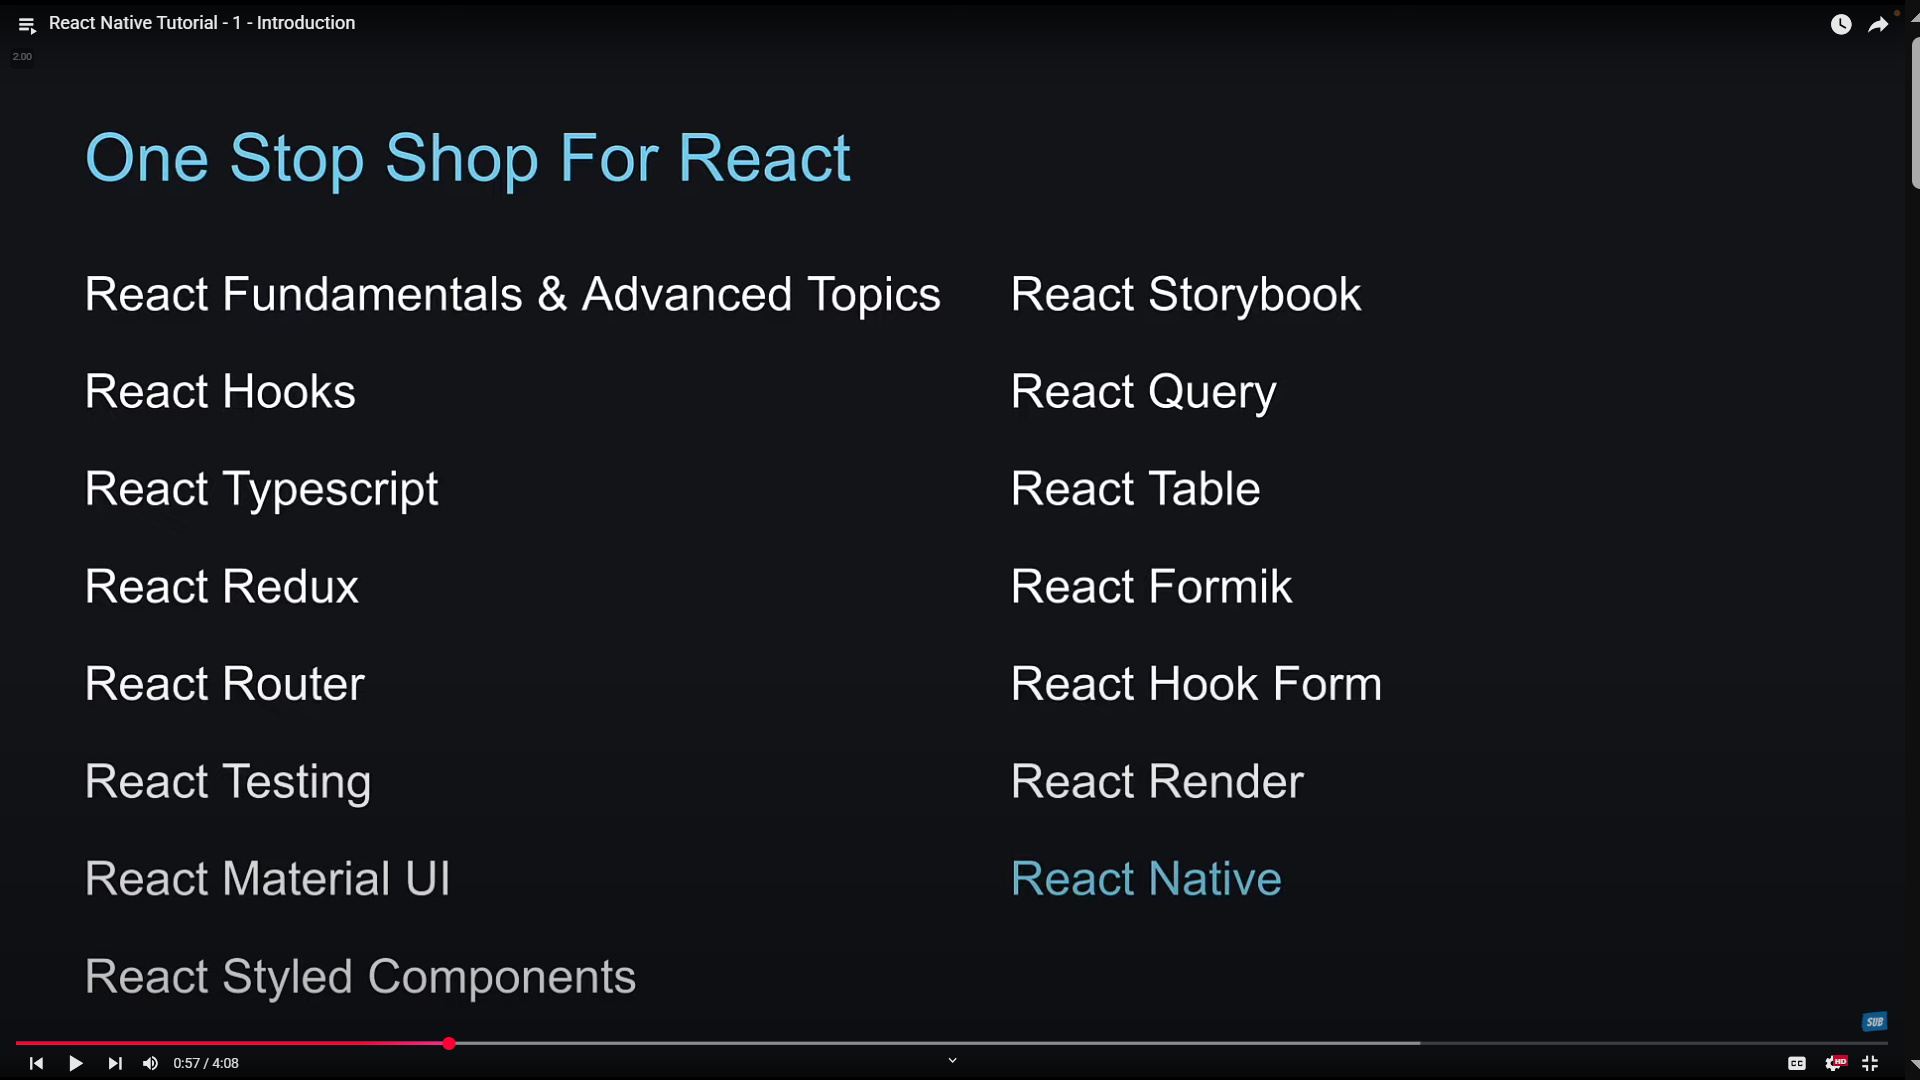 React Native Tutorial - 1 - Introduction
2.00
One Stop Shop For React
React Fundamentals & Advanced Topics
React Hooks
React Typescript
React Redux
React Router
React Testing
React Material UI
React Styled Components
React Storybook
React Query
React Table
React Formik
React Hook Form
React Render
React Native
SUB
0:57 / 4:08
CC
HD